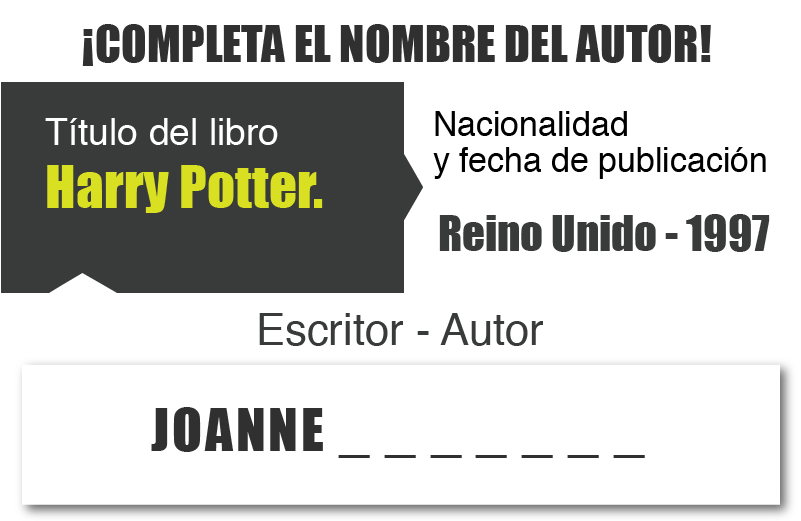 ¡COMPLETA EL NOMBRE DEL AUTOR!
Título del libro
Harry Potter.
Nacionalidad
y fecha de publicación
Reino Unido - 1997
Escritor - Autor
JOANNE _ _ _ _ _ _ _